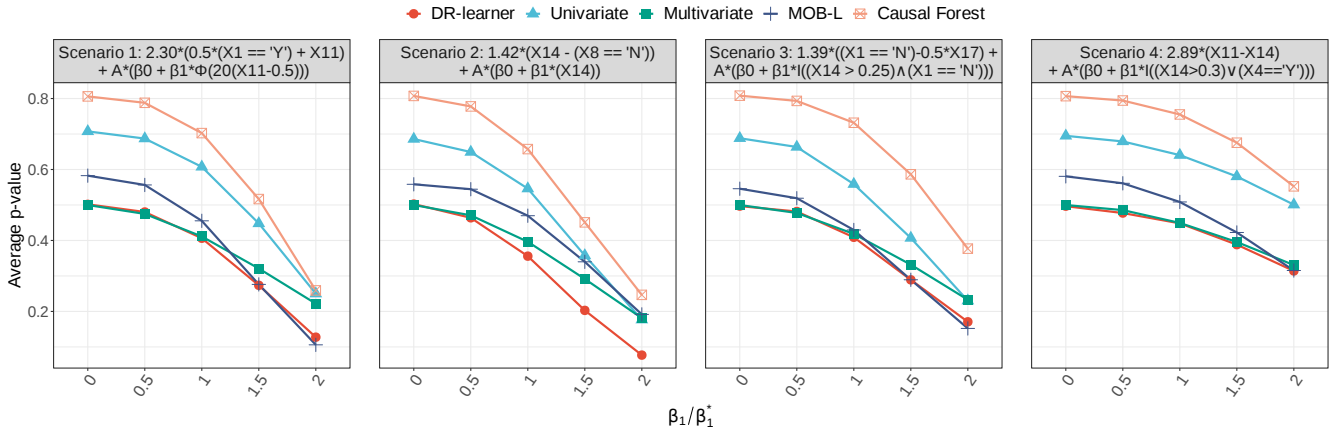 DR-learner Univariate Multivariate MOB-L Causal Forest
Scenario 1: 2.30*(0.5*(X1 == 'Y') + X11)
+ A*(β0 + β1*Φ(20(X11-0.5)))
Scenario 2: 1.42*(X14 - (X8 == 'N'))
+ A*(β0 + β1*(X14))
Scenario 3: 1.39*((X1 == 'N')-0.5*X17) +
A*(β0 + β1*I((X14 > 0.25)∧(X1 == 'N')))
Scenario 4: 2.89*(X11-X14)
+ A*(β0 + β1*I((X14>0.3)∨(X4=='Y')))
Average p-value
0.8
0.6
0.4
0.2
0 0.5 1 1.5 2
0 0.5 1 1.5 2
0 0.5 1 1.5 2
0 0.5 1 1.5 2
β₁/β₁*